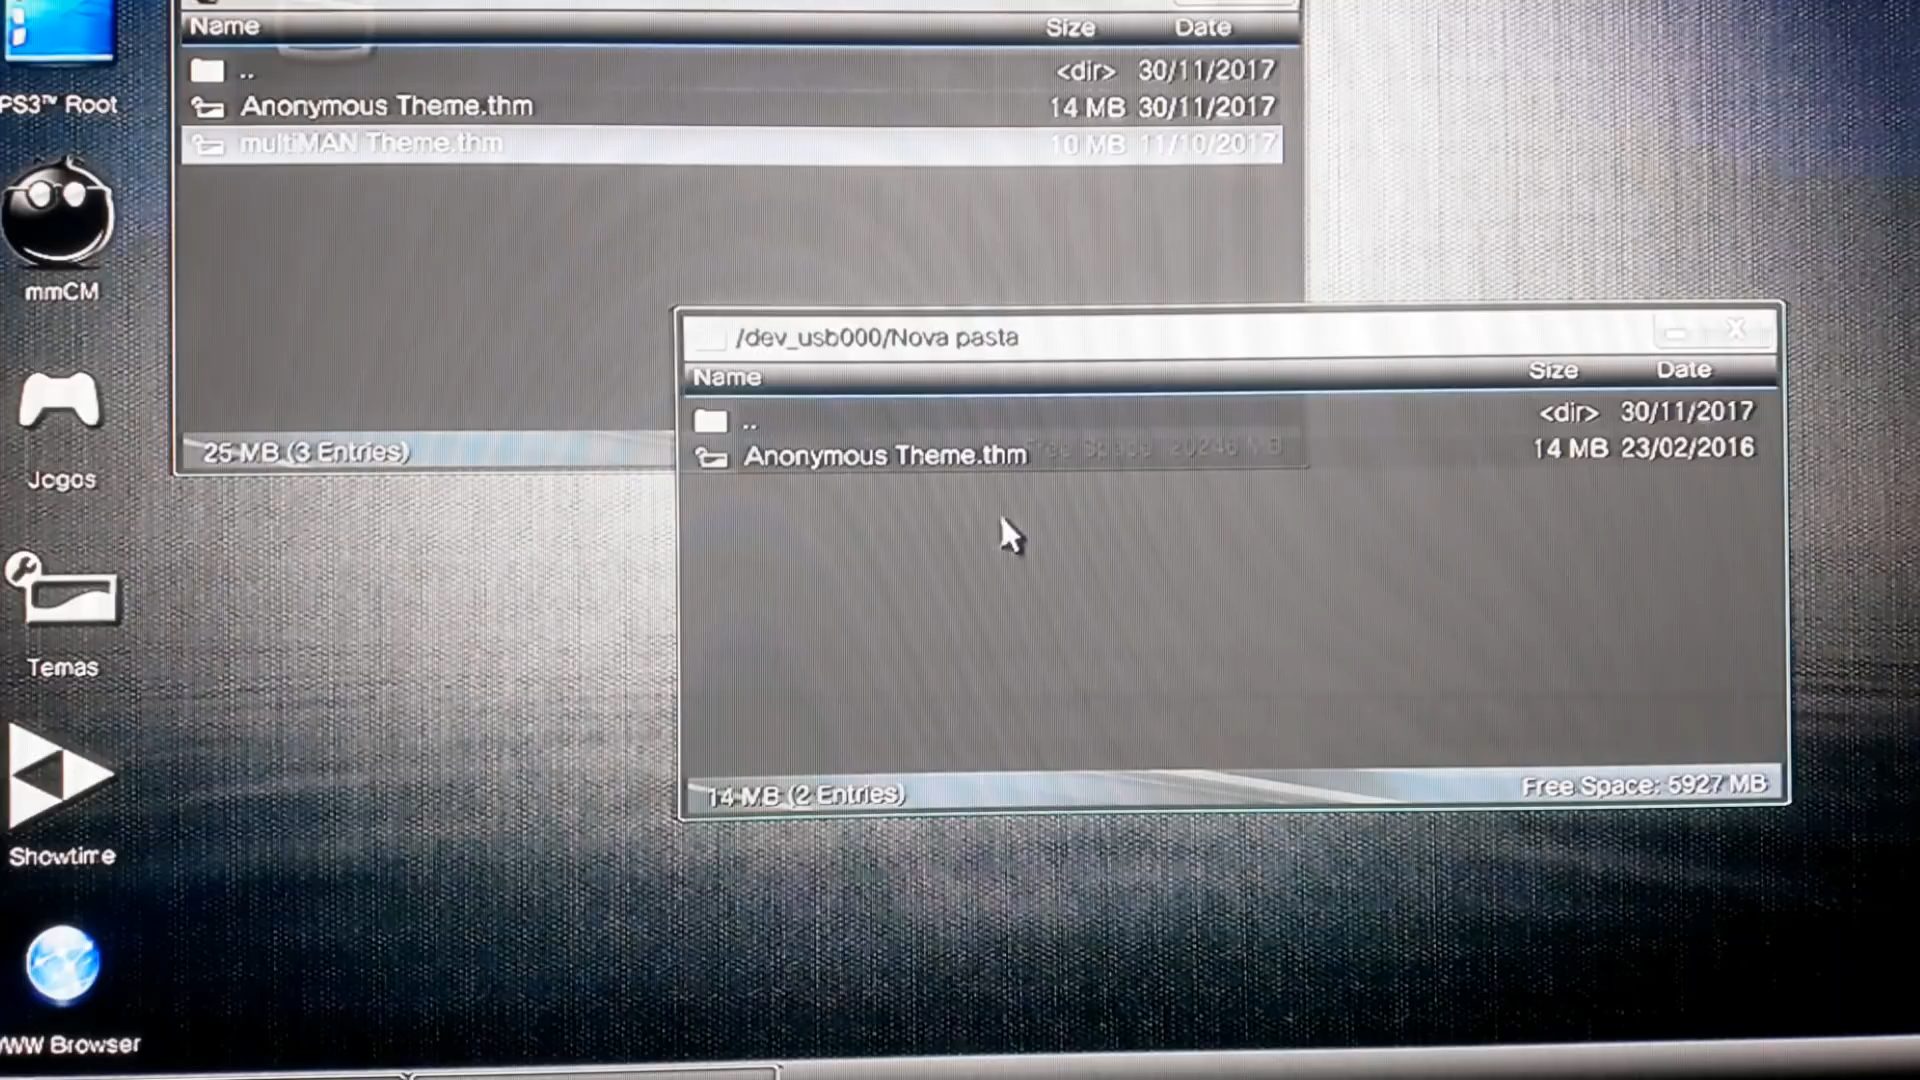 Name Size Date
.. <dir> 30/11/2017
Anonymous Theme.thm 14 MB 30/11/2017
multiMAN Theme.thm 10 MB 11/10/2017
25 MB (3 Entries)
/dev_usb000/Nova pasta X
Name Size Date
.. <dir> 30/11/2017
Anonymous Theme.thm 14 MB 23/02/2016
Free Space
14 MB (2 Entries) Free Space: 5927 MB
PS3™ Root
mmCM
Jogos
Temas
Showtime
WWW Browser